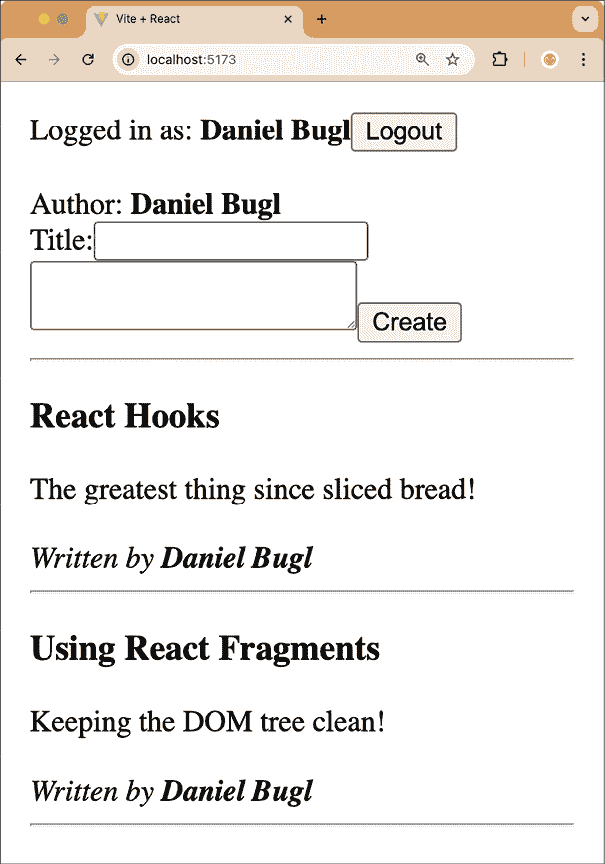 Vite + React
localhost:5173
Logged in as: Daniel Bugl Logout
Author: Daniel Bugl
Title:
Create
React Hooks
The greatest thing since sliced bread!
Written by Daniel Bugl
Using React Fragments
Keeping the DOM tree clean!
Written by Daniel Bugl